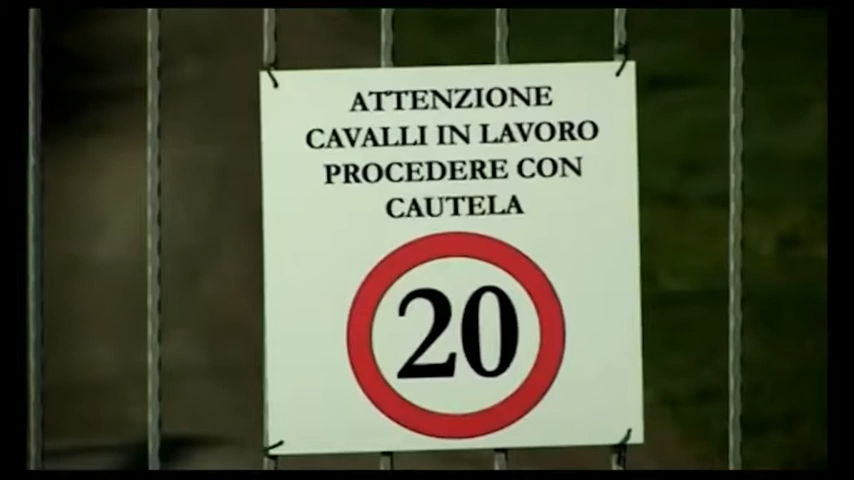 ATTENZIONE
CAVALLI IN LAVORO
PROCEDERE CON
CAUTELA
20